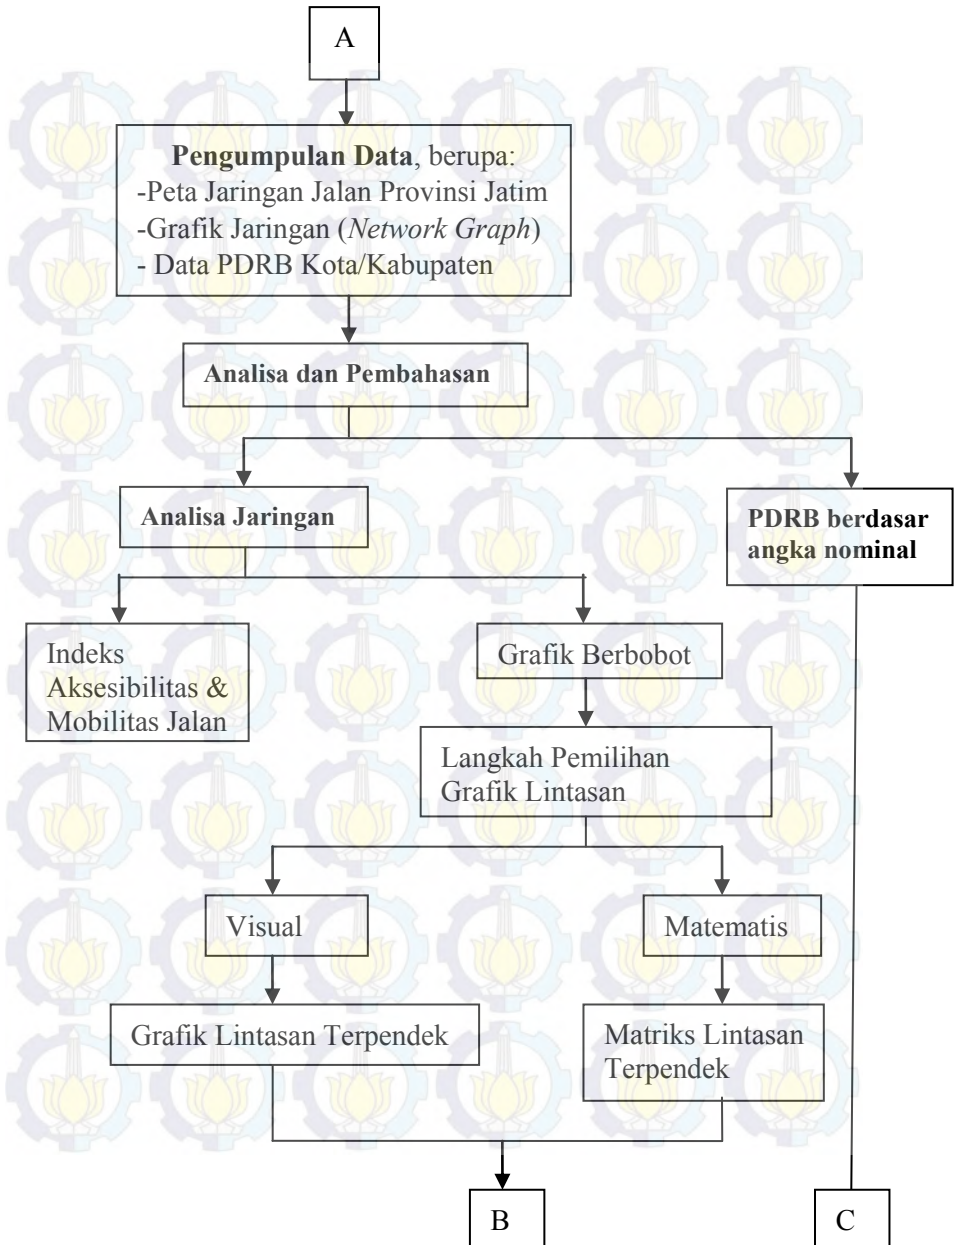 A
Pengumpulan Data, berupa:
-Peta Jaringan Jalan Provinsi Jatim
-Grafik Jaringan (Network Graph)
- Data PDRB Kota/Kabupaten
Analisa dan Pembahasan
Analisa Jaringan
PDRB berdasar
angka nominal
Indeks
Aksesibilitas &
Mobilitas Jalan
Grafik Berbobot
Langkah Pemilihan
Grafik Lintasan
Visual
Matematis
Grafik Lintasan Terpendek
Matriks Lintasan
Terpendek
B
C